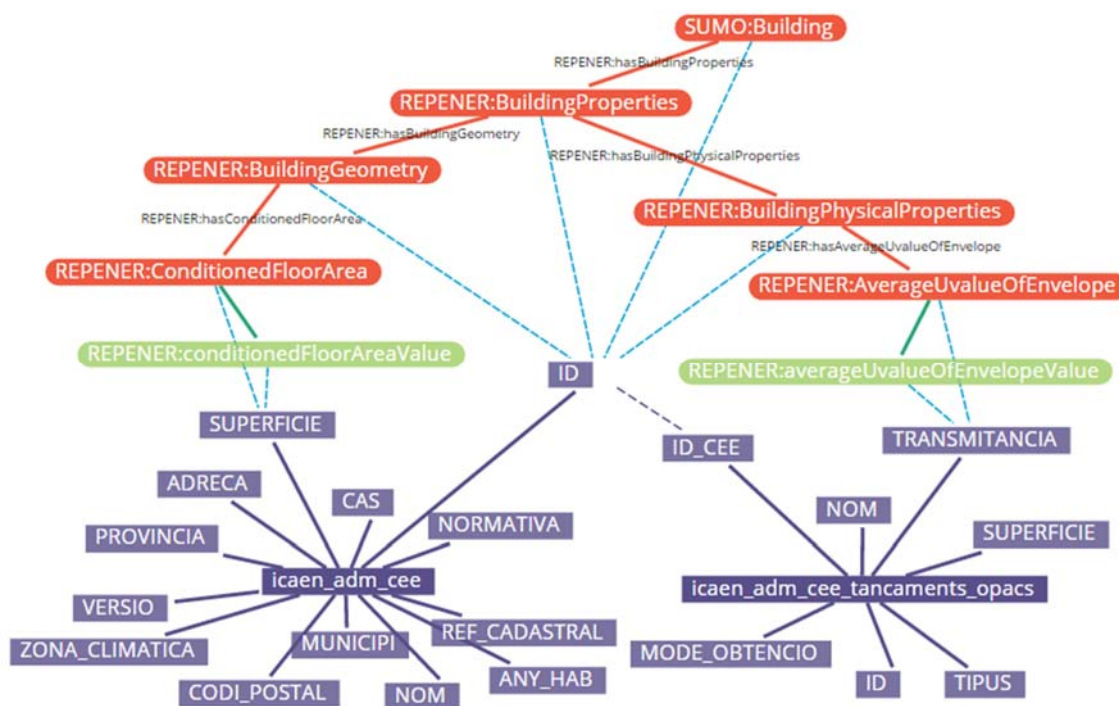 SUMO:Building
REPENER:hasBuildingProperties
REPENER:BuildingProperties
REPENER:hasBuildingGeometry
REPENER:hasBuildingPhysicalProperties
REPENER:BuildingGeometry
REPENER:BuildingPhysicalProperties
REPENER:hasConditionedFloorArea
REPENER:hasAverageUvalueOfEnvelope
REPENER:ConditionedFloorArea
REPENER:AverageUvalueOfEnvelope
REPENER:conditionedFloorAreaValue
ID
REPENER:averageUvalueOfEnvelopeValue
SUPERFICIE
ID_CEE
TRANSMITANCIA
ADRECA
CAS
NOM
PROVINCIA
NORMATIVA
SUPERFICIE
icaen_adm_cee
icaen_adm_cee_tancaments_opacs
VERSIO
ZONA_CLIMATICA
MUNICIPI
REF_CADASTRAL
MODE_OBTENCIO
CODI_POSTAL
NOM
ANY_HAB
ID
TIPUS